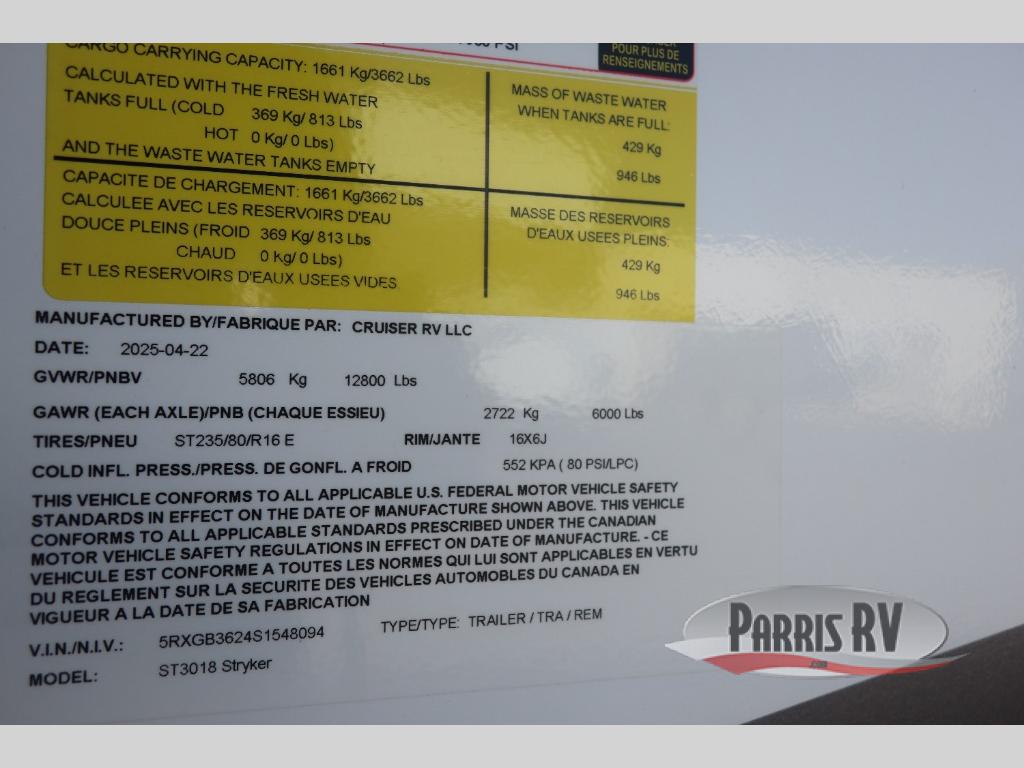 PSI
POUR PLUS DE
RENSEIGNEMENTS
CARGO CARRYING CAPACITY: 1661 Kg/3662 Lbs
CALCULATED WITH THE FRESH WATER
TANKS FULL (COLD 369 Kg/ 813 Lbs
HOT 0 Kg/ 0 Lbs)
AND THE WASTE WATER TANKS EMPTY
MASS OF WASTE WATER
WHEN TANKS ARE FULL:
429 Kg
946 Lbs
CAPACITE DE CHARGEMENT: 1661 Kg/3662 Lbs
CALCULEE AVEC LES RESERVOIRS D'EAU
DOUCE PLEINS (FROID 369 Kg/ 813 Lbs
CHAUD 0 Kg/ 0 Lbs)
ET LES RESERVOIRS D'EAUX USEES VIDES
MASSE DES RESERVOIRS
D'EAUX USEES PLEINS:
429 Kg
946 Lbs
MANUFACTURED BY/FABRIQUE PAR: CRUISER RV LLC
DATE: 2025-04-22
GVWR/PNBV 5806 Kg 12800 Lbs
GAWR (EACH AXLE)/PNB (CHAQUE ESSIEU) 2722 Kg 6000 Lbs
TIRES/PNEU ST235/80/R16 E RIM/JANTE 16X6J
COLD INFL. PRESS./PRESS. DE GONFL. A FROID 552 KPA ( 80 PSI/LPC)
THIS VEHICLE CONFORMS TO ALL APPLICABLE U.S. FEDERAL MOTOR VEHICLE SAFETY
STANDARDS IN EFFECT ON THE DATE OF MANUFACTURE SHOWN ABOVE. THIS VEHICLE
CONFORMS TO ALL APPLICABLE STANDARDS PRESCRIBED UNDER THE CANADIAN
MOTOR VEHICLE SAFETY REGULATIONS IN EFFECT ON DATE OF MANUFACTURE. - CE
VEHICULE EST CONFORME A TOUTES LES NORMES QUI LUI SONT APPLICABLES EN VERTU
DU REGLEMENT SUR LA SECURITE DES VEHICLES AUTOMOBLES DU CANADA EN
VIGUEUR A LA DATE DE SA FABRICATION
V.I.N./N.I.V.: 5RXGB3624S1548094 TYPE/TYPE: TRAILER / TRA / REM
MODEL: ST3018 Stryker
PARRIS RV
.com